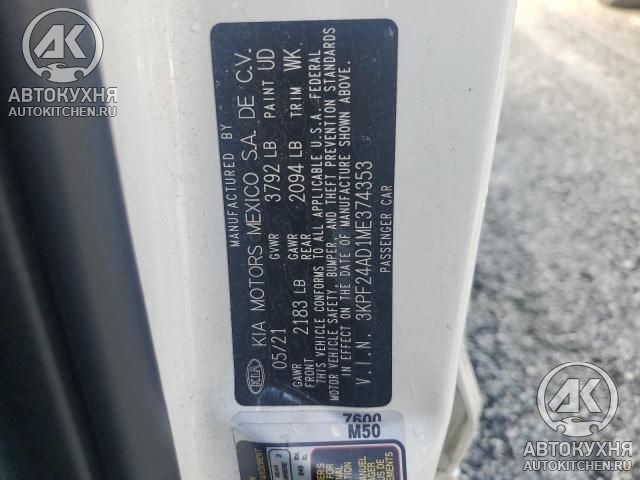 MANUFACTURED BY
KIA KIA MOTORS MEXICO S.A. DE C.V.
05/21 GVWR 3792 LB PAINT UD
GAWR FRONT 2183 LB GAWR REAR 2094 LB TRIM WK
THIS VEHICLE CONFORMS TO ALL APPLICABLE U.S.A. FEDERAL
MOTOR VEHICLE SAFETY, BUMPER, AND THEFT PREVENTION STANDARDS
IN EFFECT ON THE DATE OF MANUFACTURE SHOWN ABOVE.
V.I.N. 3KPF24AD1ME374353
PASSENGER CAR
7600
M50
AK
АВТОКУХНЯ
AUTOKITCHEN.RU
AK
АВТОКУХНЯ
AUTOKITCHEN.RU